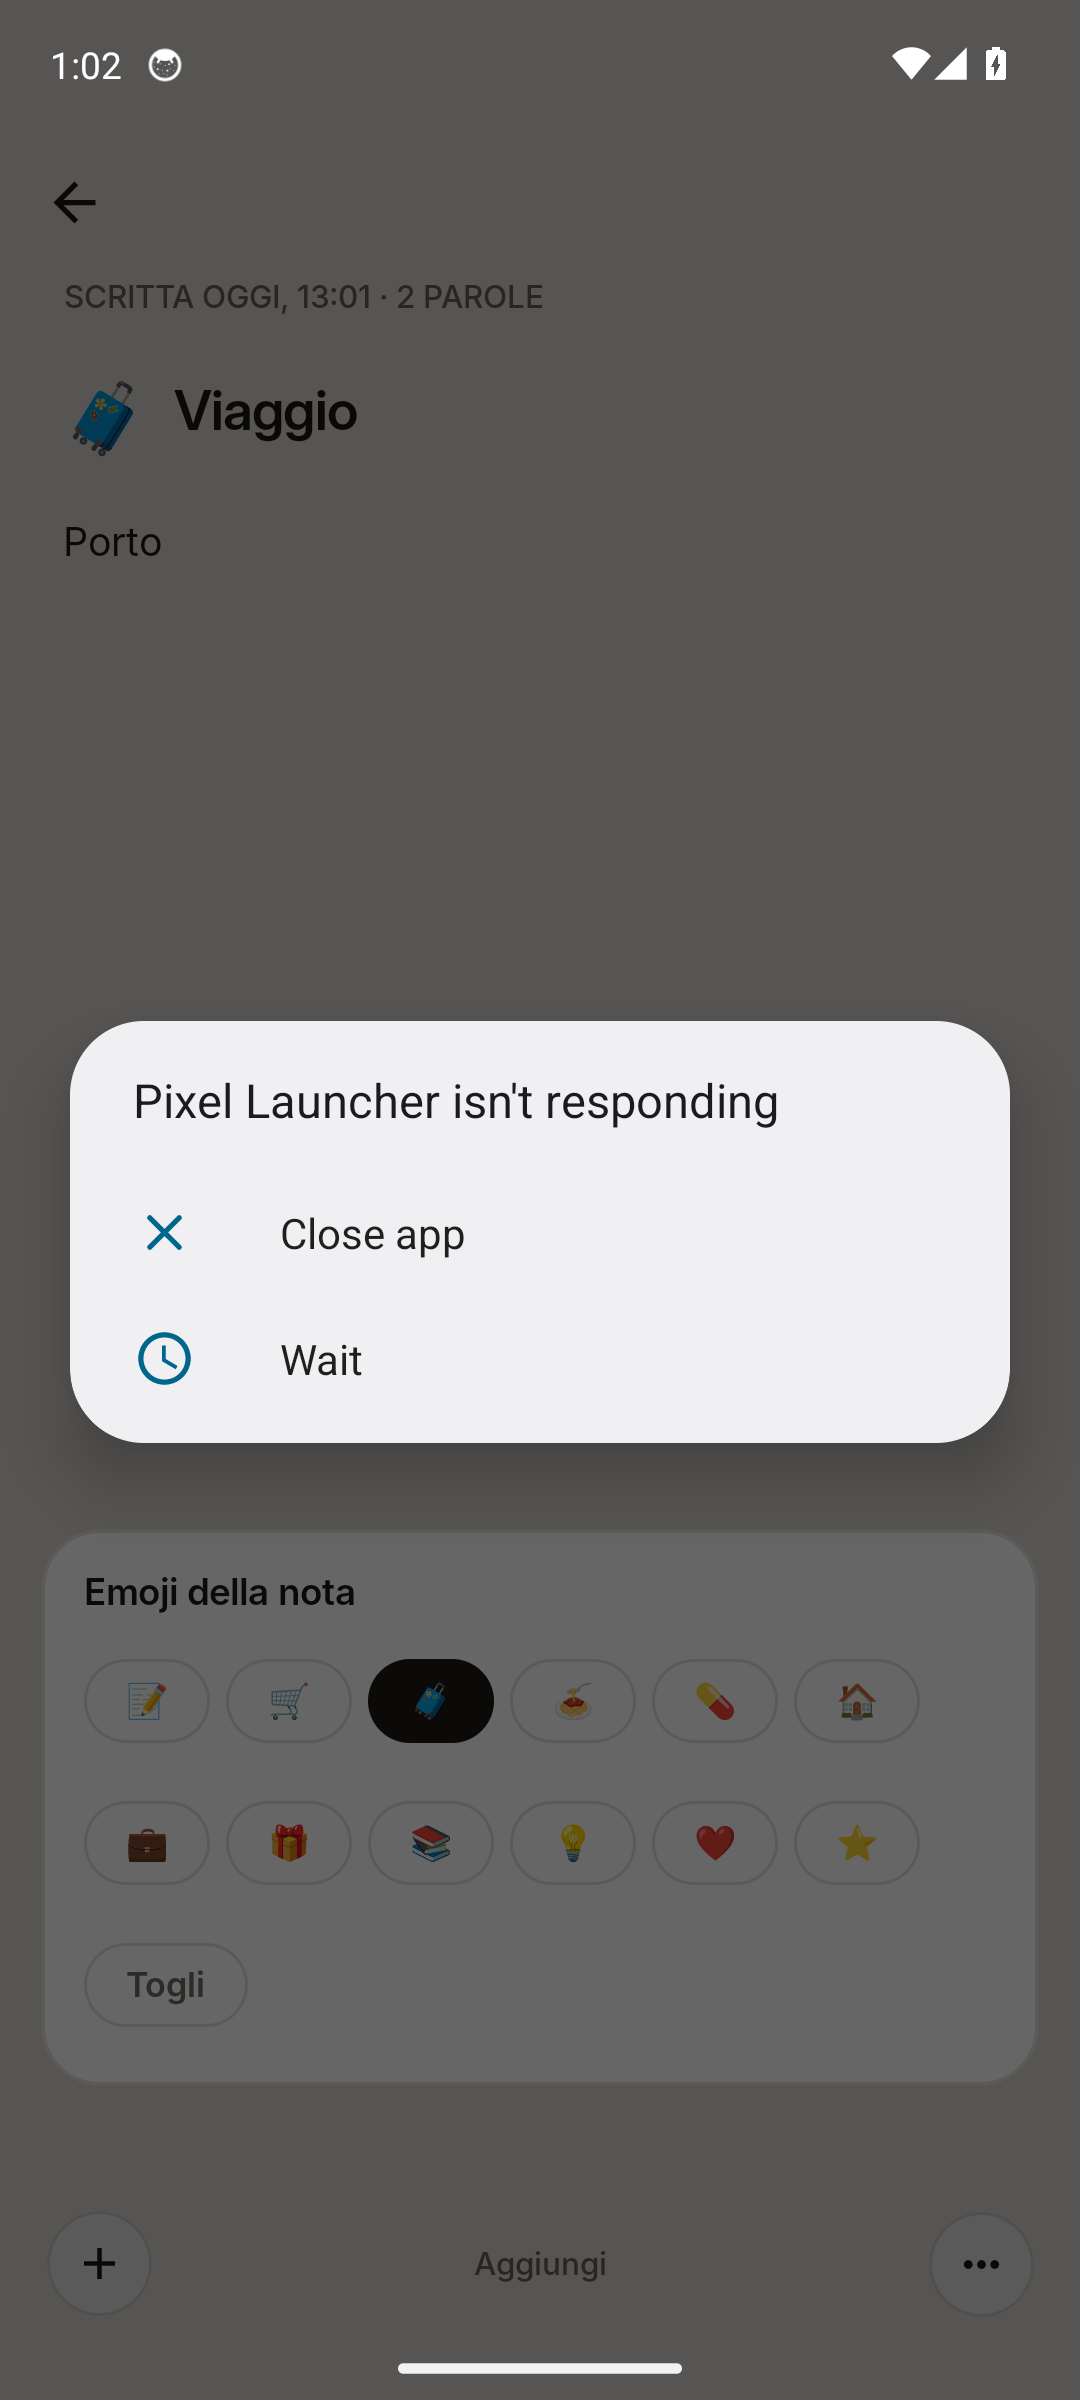 1:02
SCRITTA OGGI, 13:01 · 2 PAROLE
Viaggio
Porto
Pixel Launcher isn't responding
Close app
Wait
Emoji della nota
Togli
Aggiungi